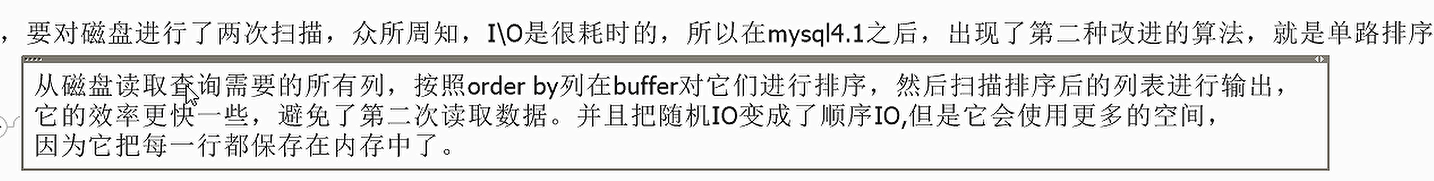 ，要对磁盘进行了两次扫描，众所周知，I\O是很耗时的，所以在mysql4.1之后，出现了第二种改进的算法，就是单路排序
从磁盘读取查询需要的所有列，按照order by列在buffer对它们进行排序，然后扫描排序后的列表进行输出，
它的效率更快一些，避免了第二次读取数据。并且把随机IO变成了顺序IO,但是它会使用更多的空间，
因为它把每一行都保存在内存中了。